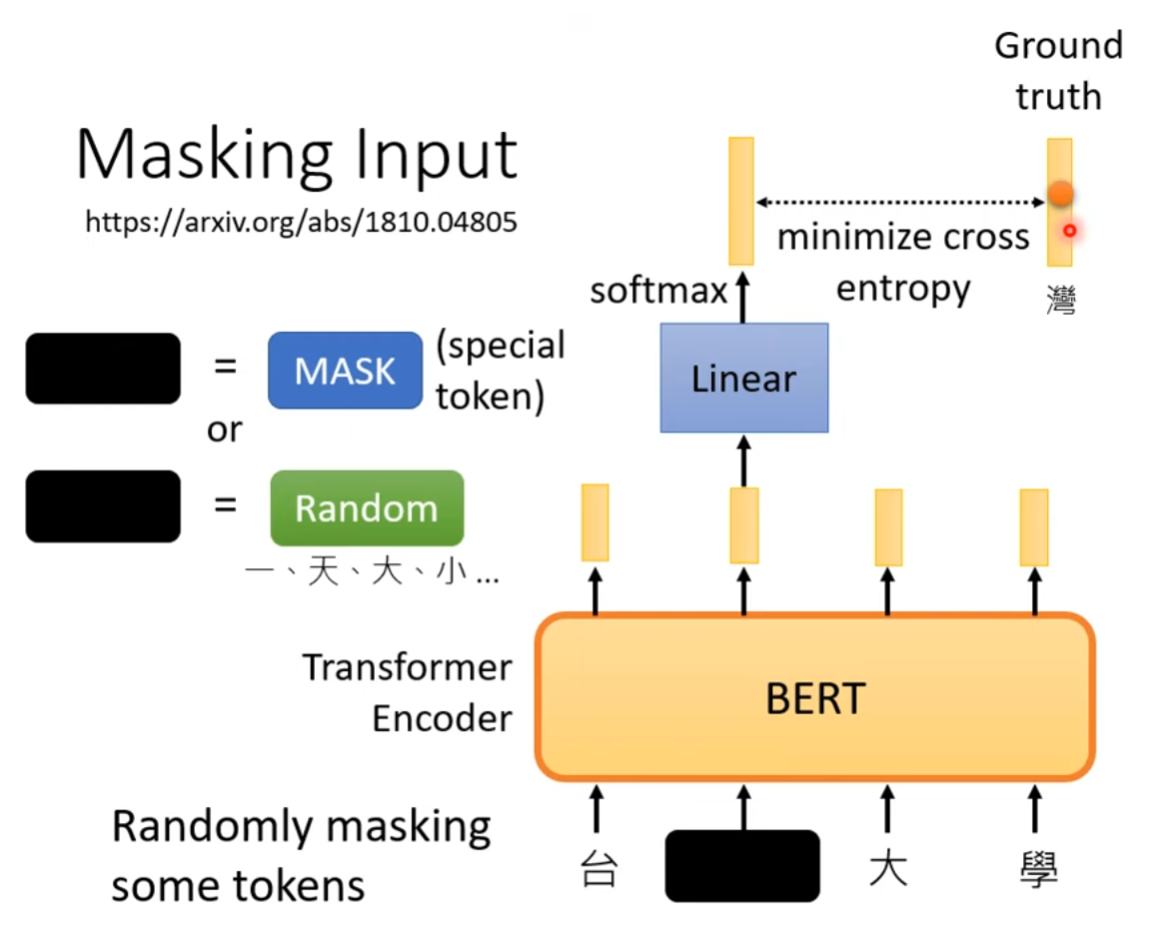 Masking Input
https://arxiv.org/abs/1810.04805
Ground
truth
minimize cross
entropy
灣
softmax
Linear
=
MASK
(special
token)
or
=
Random
一、天、大、小 ...
Transformer
Encoder
BERT
Randomly masking
some tokens
台
大
學